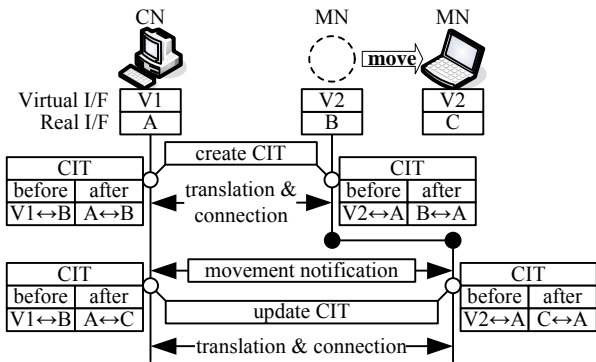 CN MN MN
move
Virtual I/F V1 V2 V2
Real I/F A B C
create CIT
CIT CIT
before after before after
V1↔B A↔B V2↔A B↔A
translation &
connection
movement notification
CIT CIT
before after before after
V1↔B A↔C V2↔A C↔A
update CIT
translation & connection